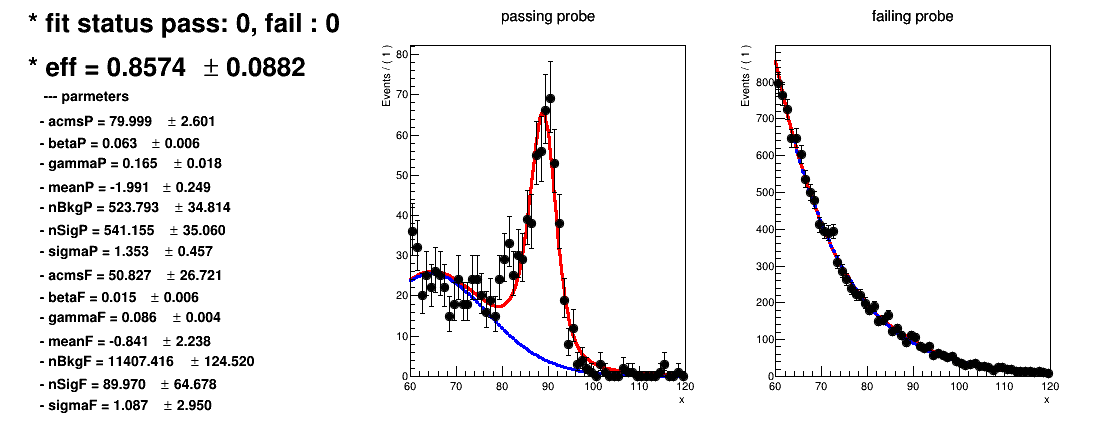 * fit status pass: 0, fail : 0
* eff = 0.8574 ± 0.0882
--- parmeters
- acmsP = 79.999 ± 2.601
- betaP = 0.063 ± 0.006
- gammaP = 0.165 ± 0.018
- meanP = -1.991 ± 0.249
- nBkgP = 523.793 ± 34.814
- nSigP = 541.155 ± 35.060
- sigmaP = 1.353 ± 0.457
- acmsF = 50.827 ± 26.721
- betaF = 0.015 ± 0.006
- gammaF = 0.086 ± 0.004
- meanF = -0.841 ± 2.238
- nBkgF = 11407.416 ± 124.520
- nSigF = 89.970 ± 64.678
- sigmaF = 1.087 ± 2.950
passing probe
Events / ( 1 )
80
70
60
50
40
30
20
10
0
60 70 80 90 100 110 120
x
failing probe
Events / ( 1 )
800
700
600
500
400
300
200
100
0
60 70 80 90 100 110 120
x